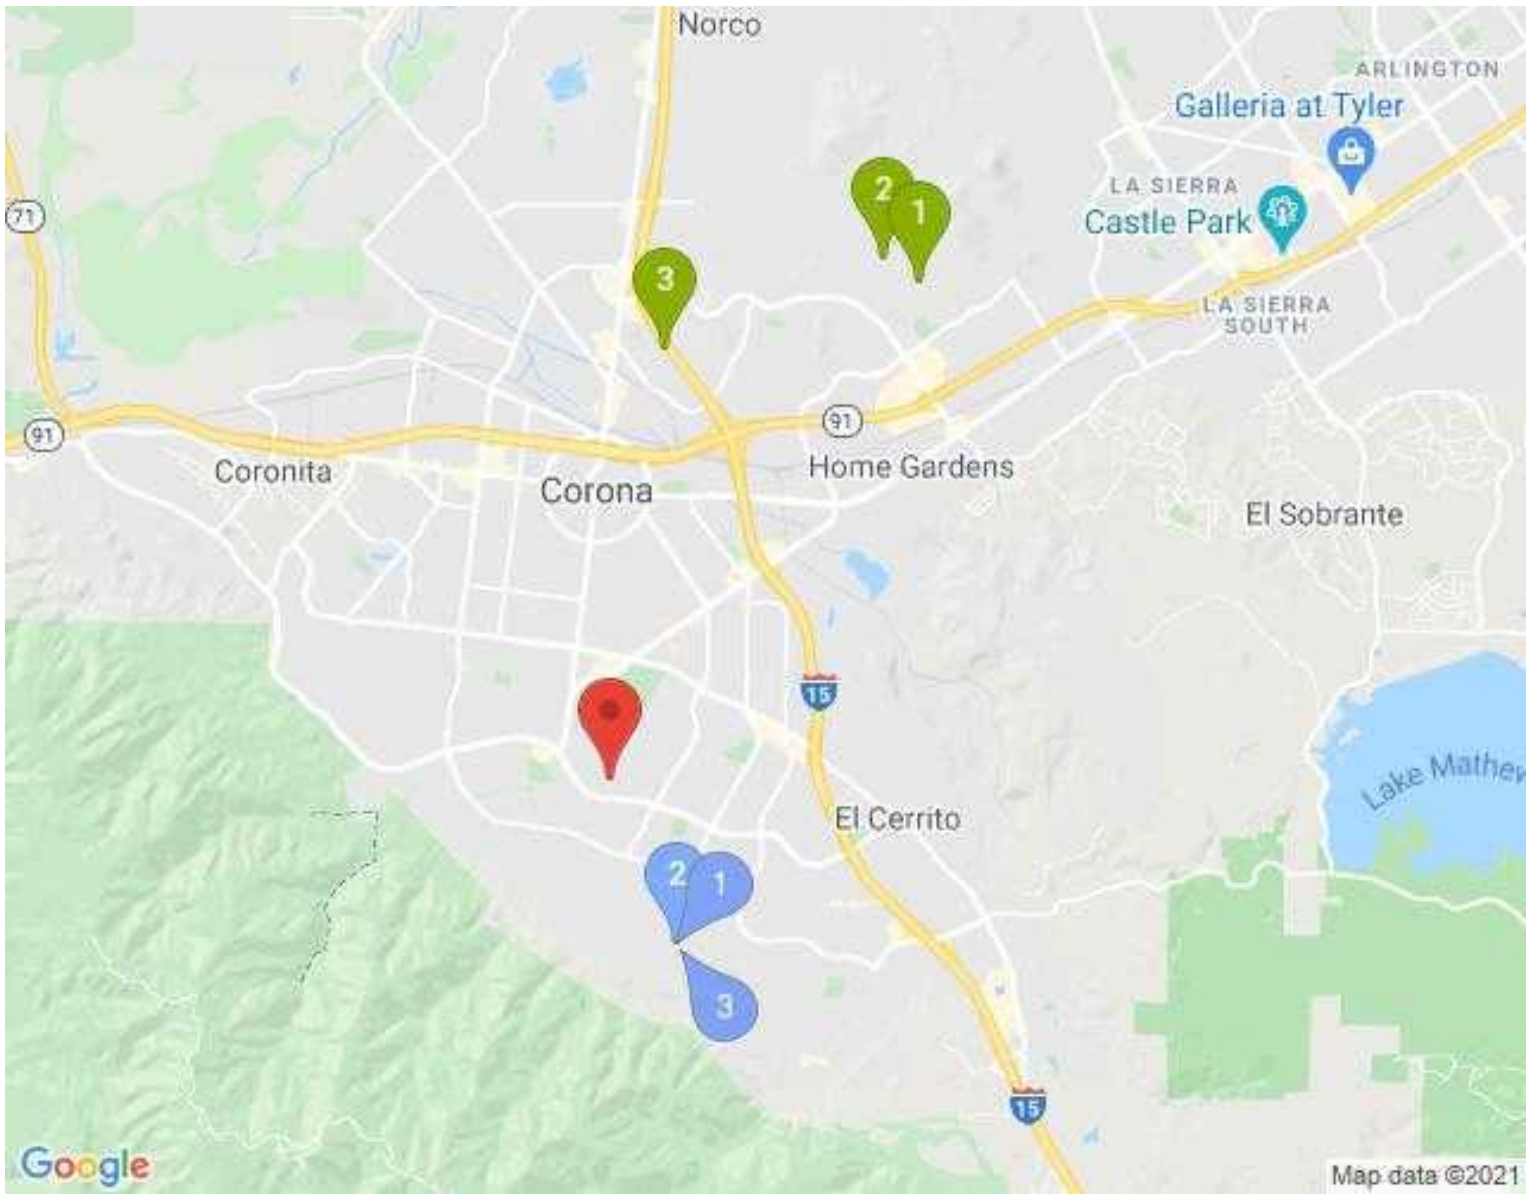 Norco
ARLINGTON
Galleria at Tyler
2
LA SIERRA
1
Castle Park
71
3
LA SIERRA
SOUTH
91
91
Coronita
Home Gardens
Corona
El Sobrante
15
Lake Mathew
El Cerrito
2
1
3
15
Google
Map data ©2021